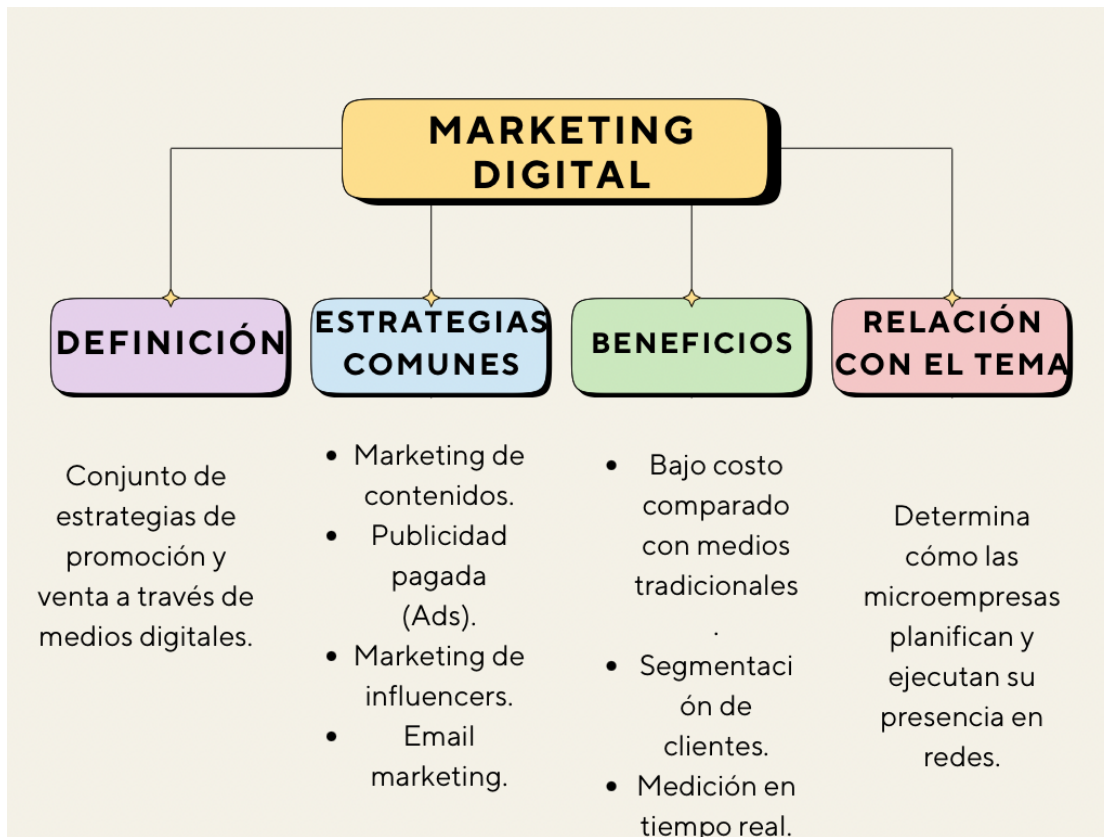 MARKETING
DIGITAL
DEFINICIÓN
Conjunto de
estrategias de
promoción y
venta a través de
medios digitales.
ESTRATEGIAS
COMUNES
• Marketing de
contenidos.
• Publicidad
pagada
(Ads).
• Marketing de
influencers.
• Email
marketing.
BENEFICIOS
• Bajo costo
comparado
con medios
tradicionales
.
• Segmentaci
ón de
clientes.
• Medición en
tiempo real.
RELACIÓN
CON EL TEMA
Determina
cómo las
microempresas
planifican y
ejecutan su
presencia en
redes.